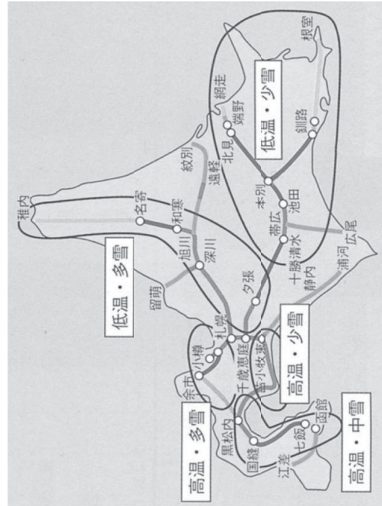 稚内
名寄
和寒
旭川
深川
留萌
紋別
遠軽
網走
端野
北見
本別
釧路
根室
池田
帯広
十勝清水
広尾
浦河
静内
夕張
札幌
小樽
余市
千歳恵庭
苫小牧東
黒松内
国縫
七飯
函館
江差
低温・多雪
低温・少雪
高温・多雪
高温・少雪
高温・中雪